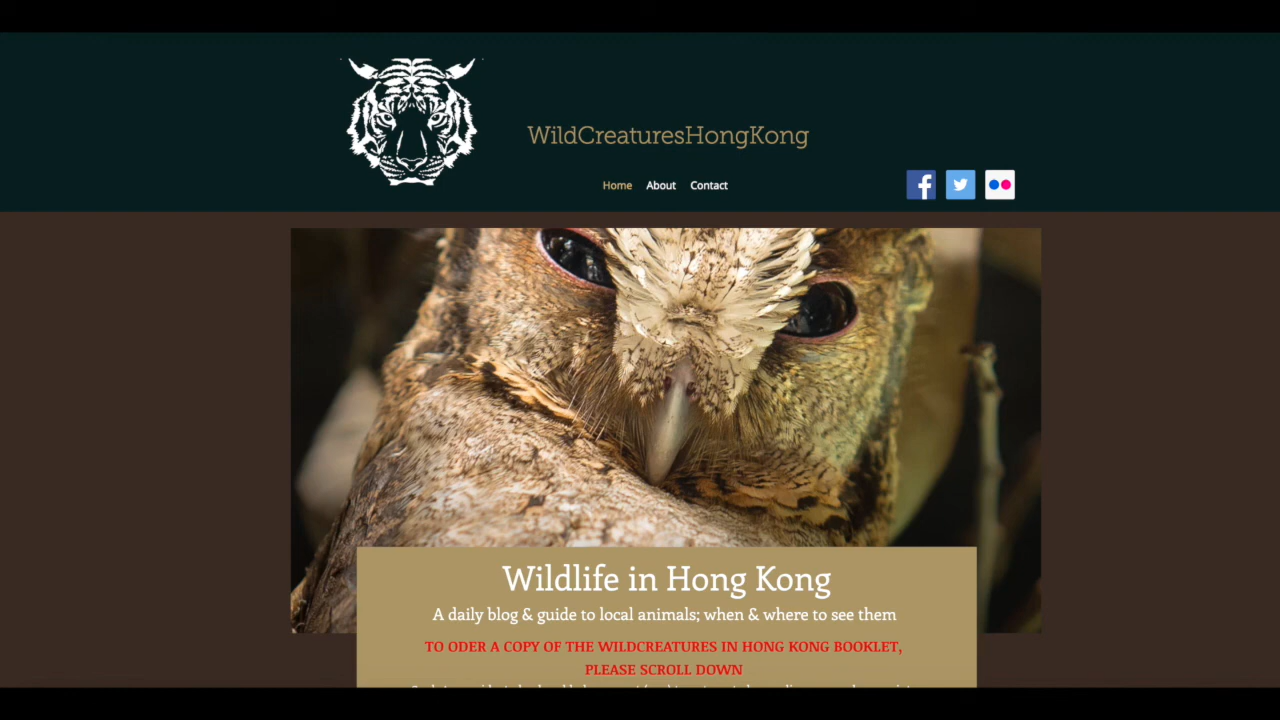 WildCreaturesHongKong
Home About Contact
Wildlife in Hong Kong
A daily blog & guide to local animals; when & where to see them
TO ODER A COPY OF THE WILDCREATURES IN HONG KONG BOOKLET,
PLEASE SCROLL DOWN